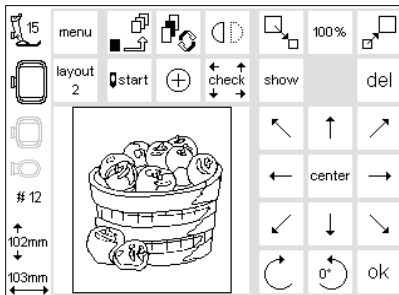 15
menu
100%
layout
2
start
check
show
del
center
# 12
102mm
103mm
0°
ok